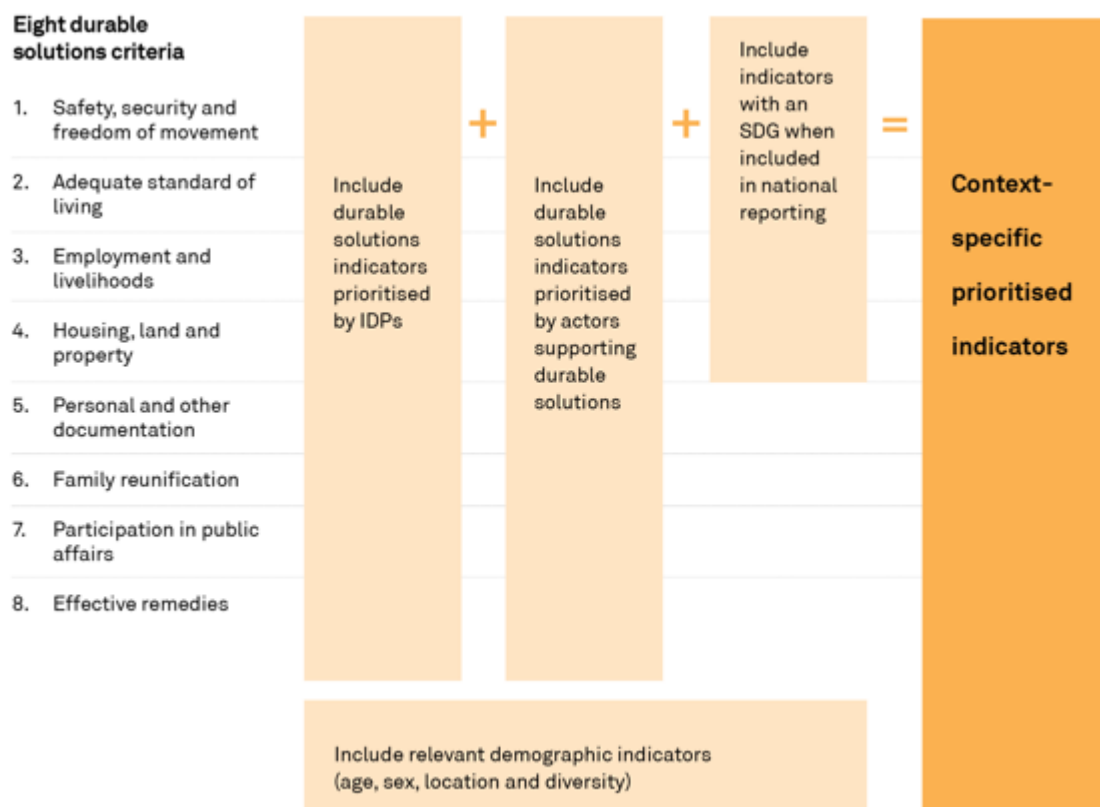 Eight durable
solutions criteria
1. Safety, security and
freedom of movement
2. Adequate standard of
living
3. Employment and
livelihoods
4. Housing, land and
property
5. Personal and other
documentation
6. Family reunification
7. Participation in public
affairs
8. Effective remedies
Include
durable
solutions
indicators
prioritised
by IDPs
+
Include
durable
solutions
indicators
prioritised
by actors
supporting
durable
solutions
+
Include
indicators
with an
SDG when
included
in national
reporting
=
Context-
specific
prioritised
indicators
Include relevant demographic indicators
(age, sex, location and diversity)